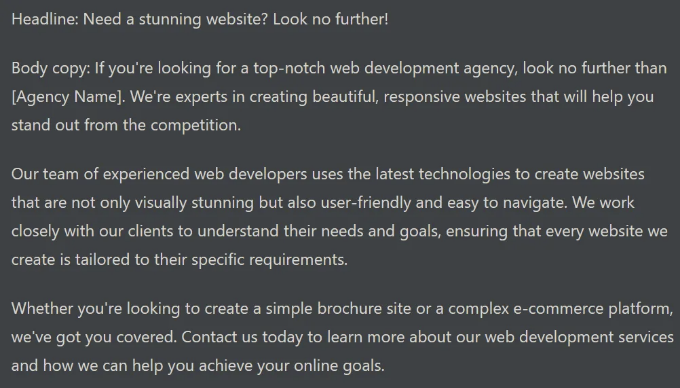 Headline: Need a stunning website? Look no further!
Body copy: If you're looking for a top-notch web development agency, look no further than
[Agency Name]. We're experts in creating beautiful, responsive websites that will help you
stand out from the competition.
Our team of experienced web developers uses the latest technologies to create websites
that are not only visually stunning but also user-friendly and easy to navigate. We work
closely with our clients to understand their needs and goals, ensuring that every website we
create is tailored to their specific requirements.
Whether you're looking to create a simple brochure site or a complex e-commerce platform,
we've got you covered. Contact us today to learn more about our web development services
and how we can help you achieve your online goals.